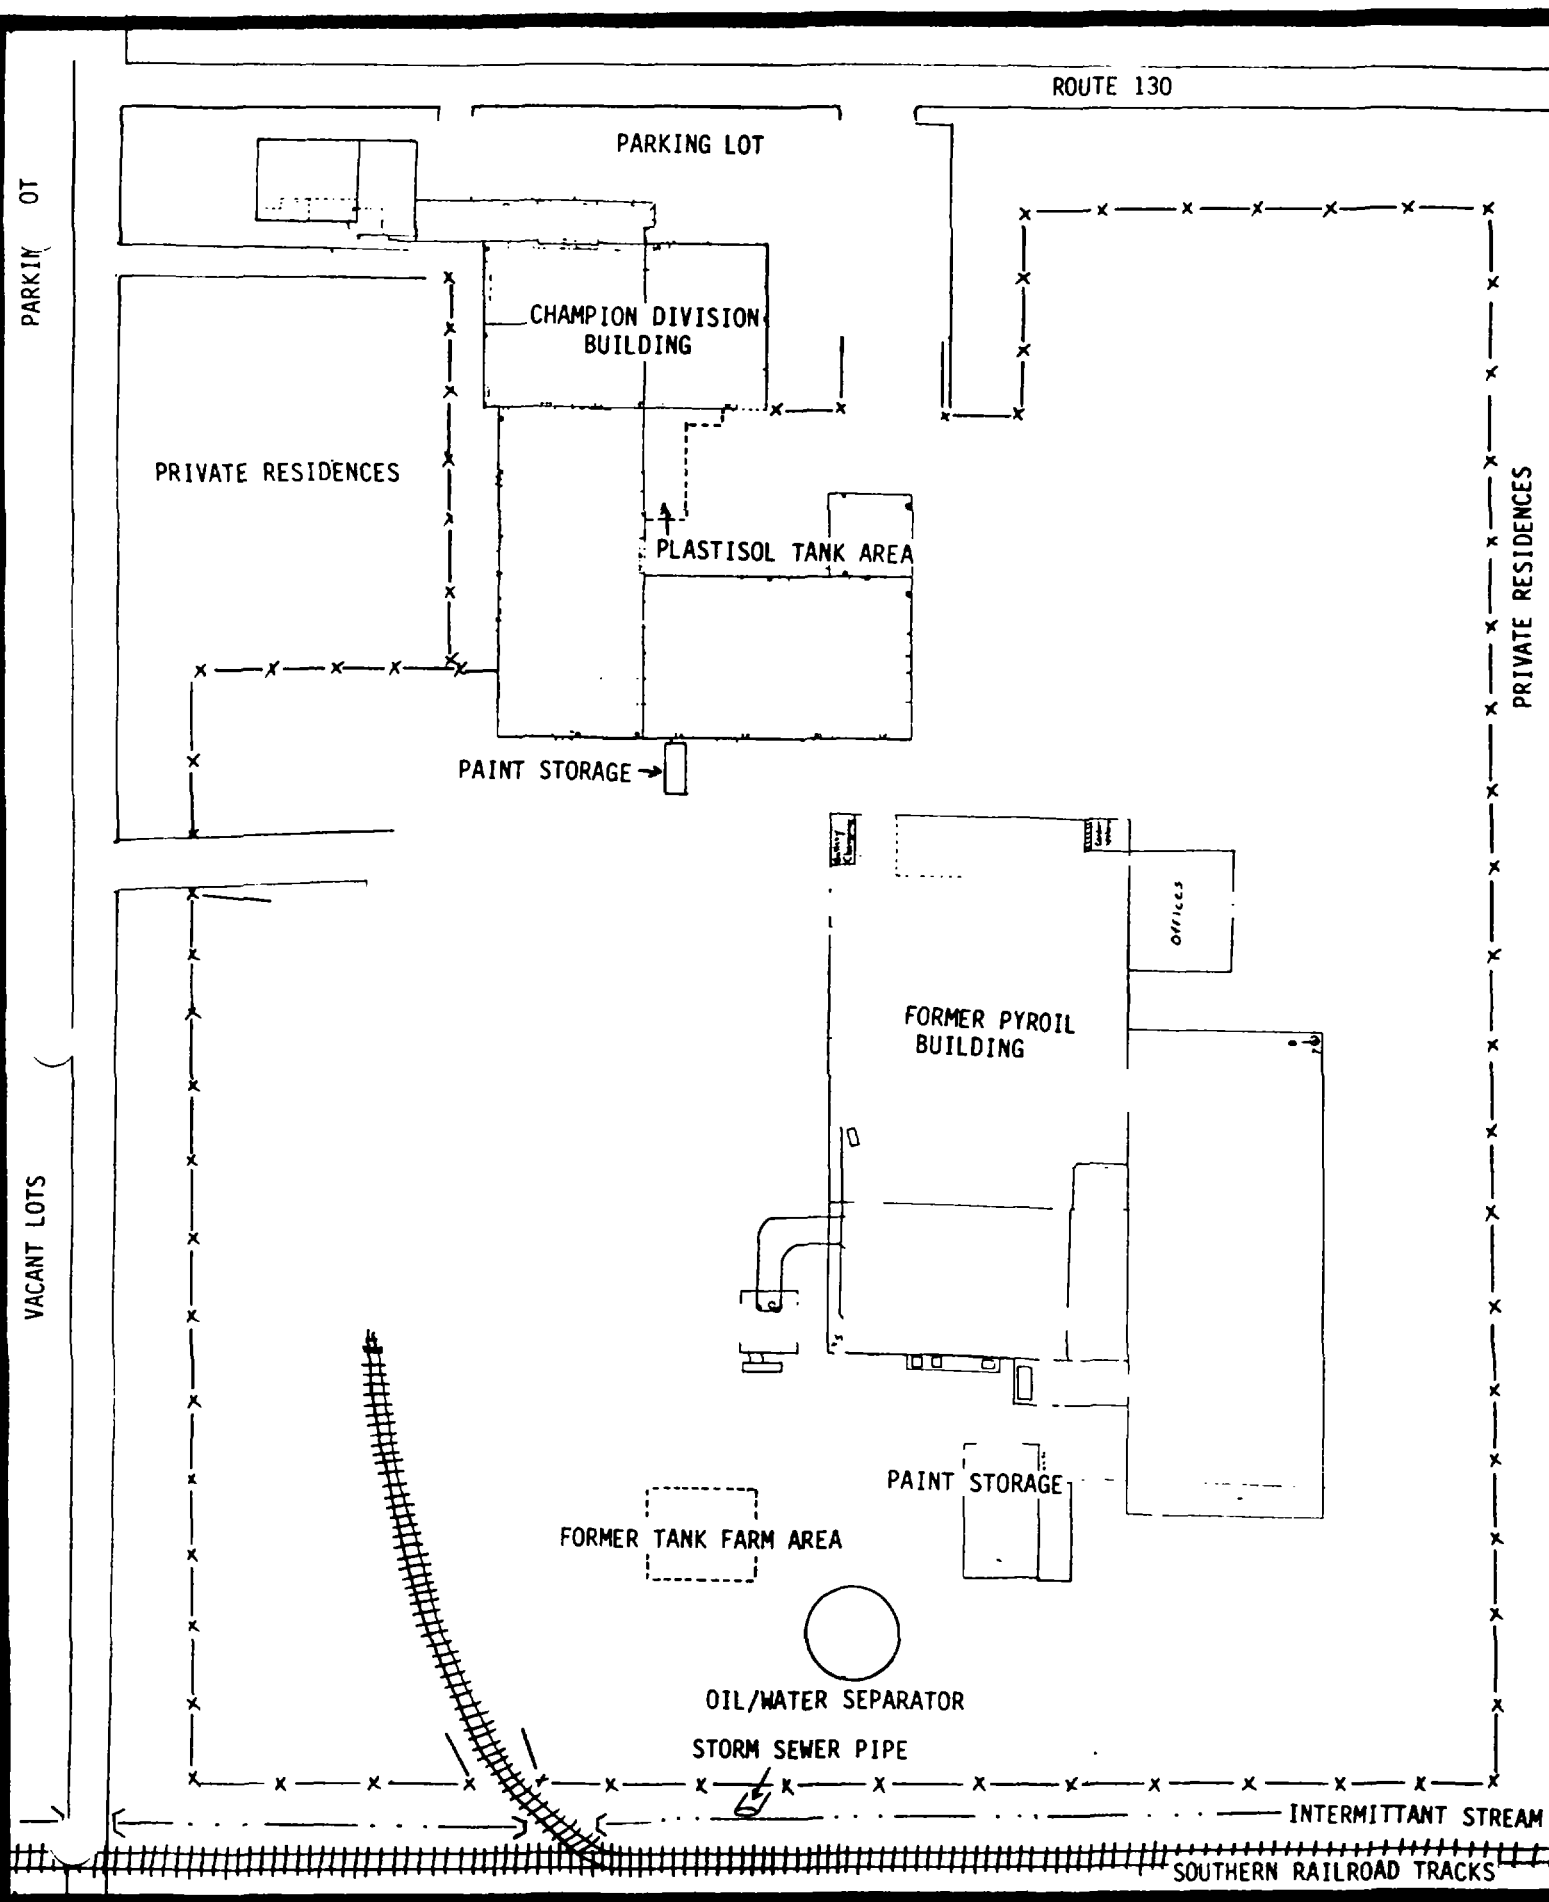 ROUTE 130
PARKING LOT
PARKIN OT
CHAMPION DIVISION
BUILDING
PRIVATE RESIDENCES
PLASTISOL TANK AREA
PRIVATE RESIDENCES
PAINT STORAGE
Battery
Charging
Offices
FORMER PYROIL
BUILDING
VACANT LOTS
PAINT STORAGE
FORMER TANK FARM AREA
OIL/WATER SEPARATOR
STORM SEWER PIPE
INTERMITTANT STREAM
SOUTHERN RAILROAD TRACKS